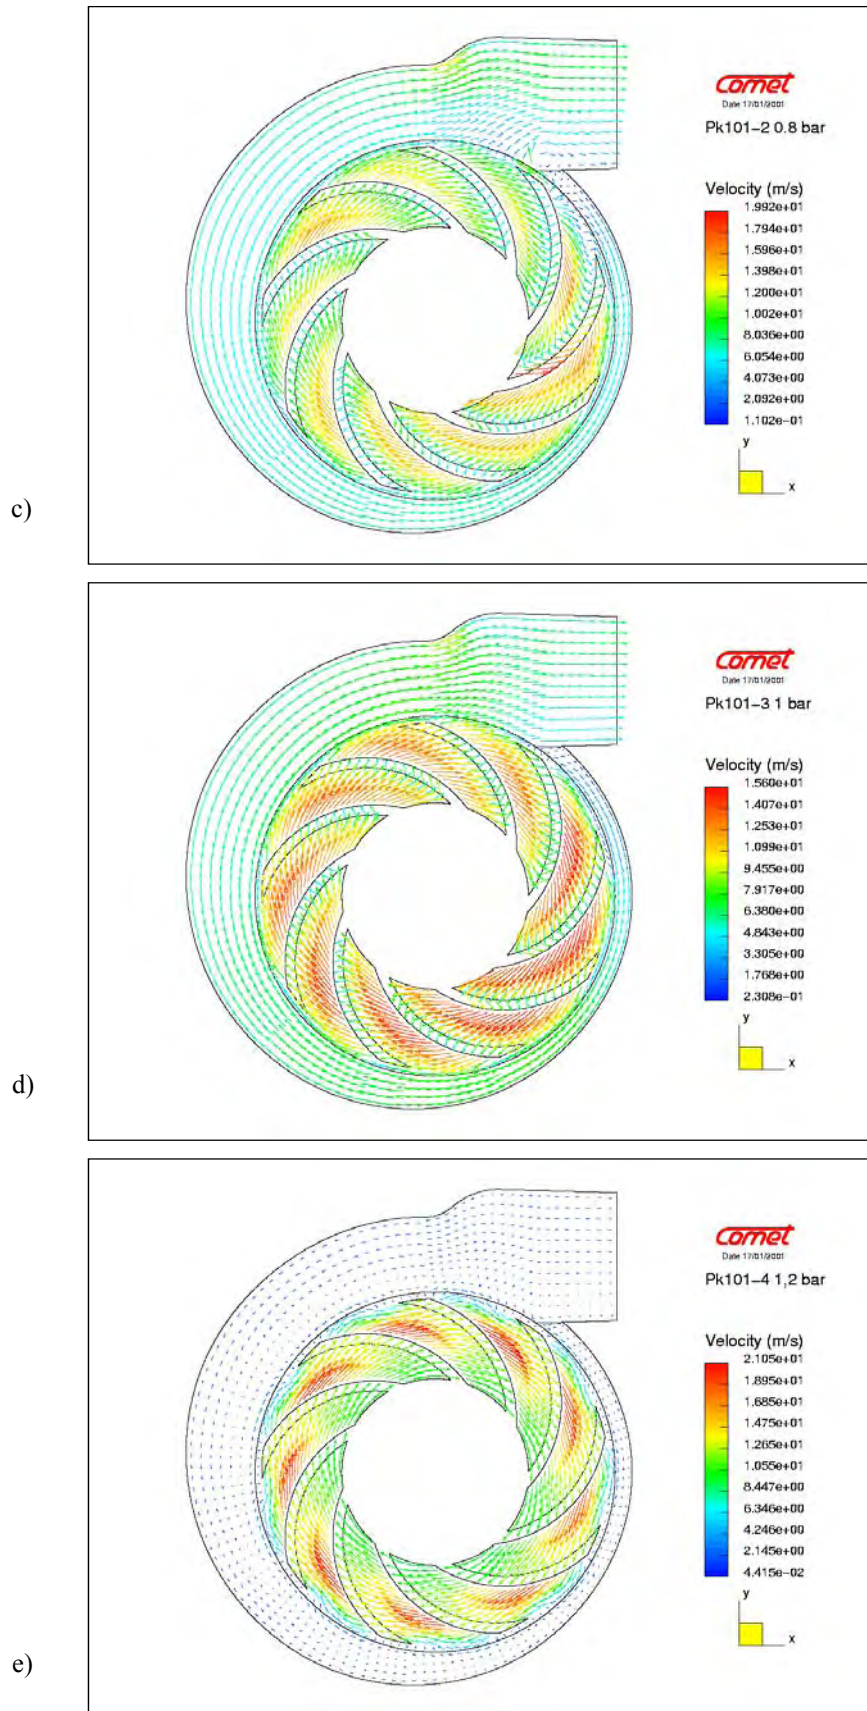 Comet
Date 17/01/2001
Pk101-2 0.8 bar
Velocity (m/s)
1.992e+01
1.794e+01
1.596e+01
1.398e+01
1.200e+01
1.002e+01
8.036e+00
6.054e+00
4.073e+00
2.092e+00
1.102e-01
y
x
c)
Comet
Date 17/01/2001
Pk101-3 1 bar
Velocity (m/s)
1.560e+01
1.407e+01
1.253e+01
1.099e+01
9.455e+00
7.917e+00
6.380e+00
4.843e+00
3.305e+00
1.768e+00
2.308e-01
y
x
d)
Comet
Date 17/01/2001
Pk101-4 1,2 bar
Velocity (m/s)
2.105e+01
1.895e+01
1.685e+01
1.475e+01
1.265e+01
1.055e+01
8.447e+00
6.346e+00
4.246e+00
2.145e+00
4.415e-02
y
x
e)